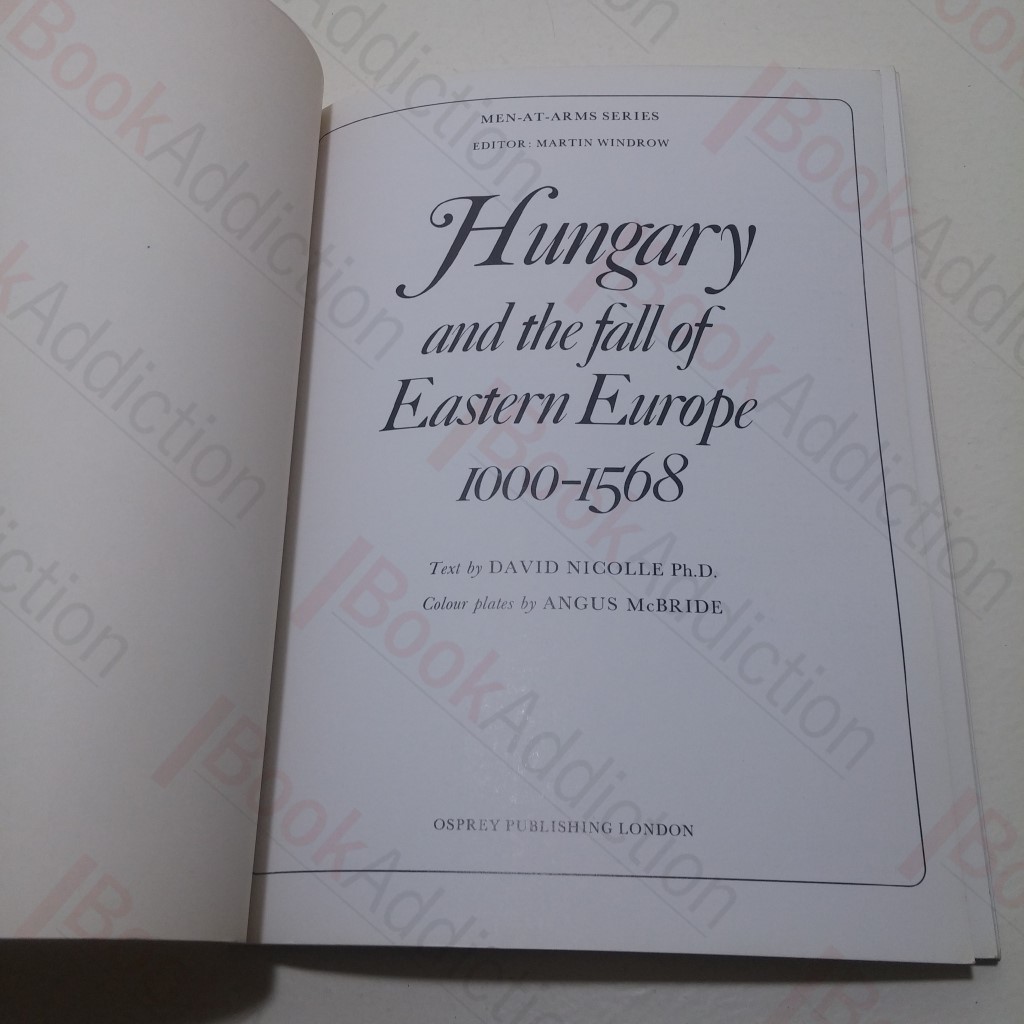 MEN-AT-ARMS SERIES
EDITOR: MARTIN WINDROW
Hungary
and the fall of
Eastern Europe
1000–1568
Text by DAVID NICOLLE Ph.D.
Colour plates by ANGUS McBRIDE
OSPREY PUBLISHING LONDON
BookAddiction